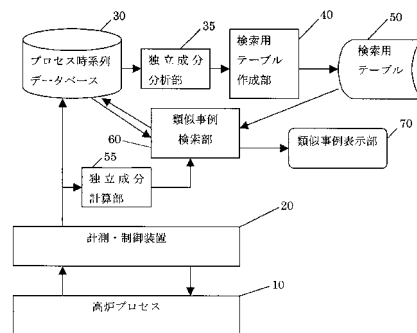 30
35
40
50
プロセス時系列
データベース
独立成分
分析部
検索用
テーブル
作成部
検索用
テーブル
類似事例
検索部
60
70
類似事例表示部
55
独立成分
計算部
20
計測・制御装置
10
高炉プロセス